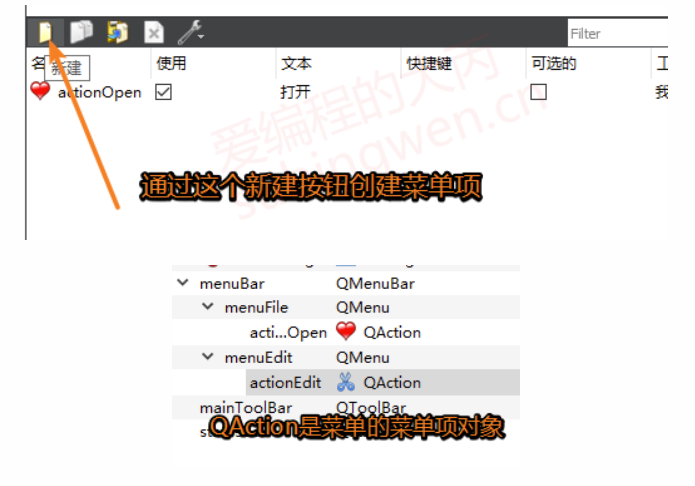 Filter
名 使用 文本 快捷键 可选的 工
新建
actionOpen 打开 我
爱编程的大丙
subingwen.cn
通过这个新建按钮创建菜单项
menuBar QMenuBar
menuFile QMenu
acti...Open QAction
menuEdit QMenu
actionEdit QAction
mainToolBar QToolBar
QAction是菜单的菜单项对象